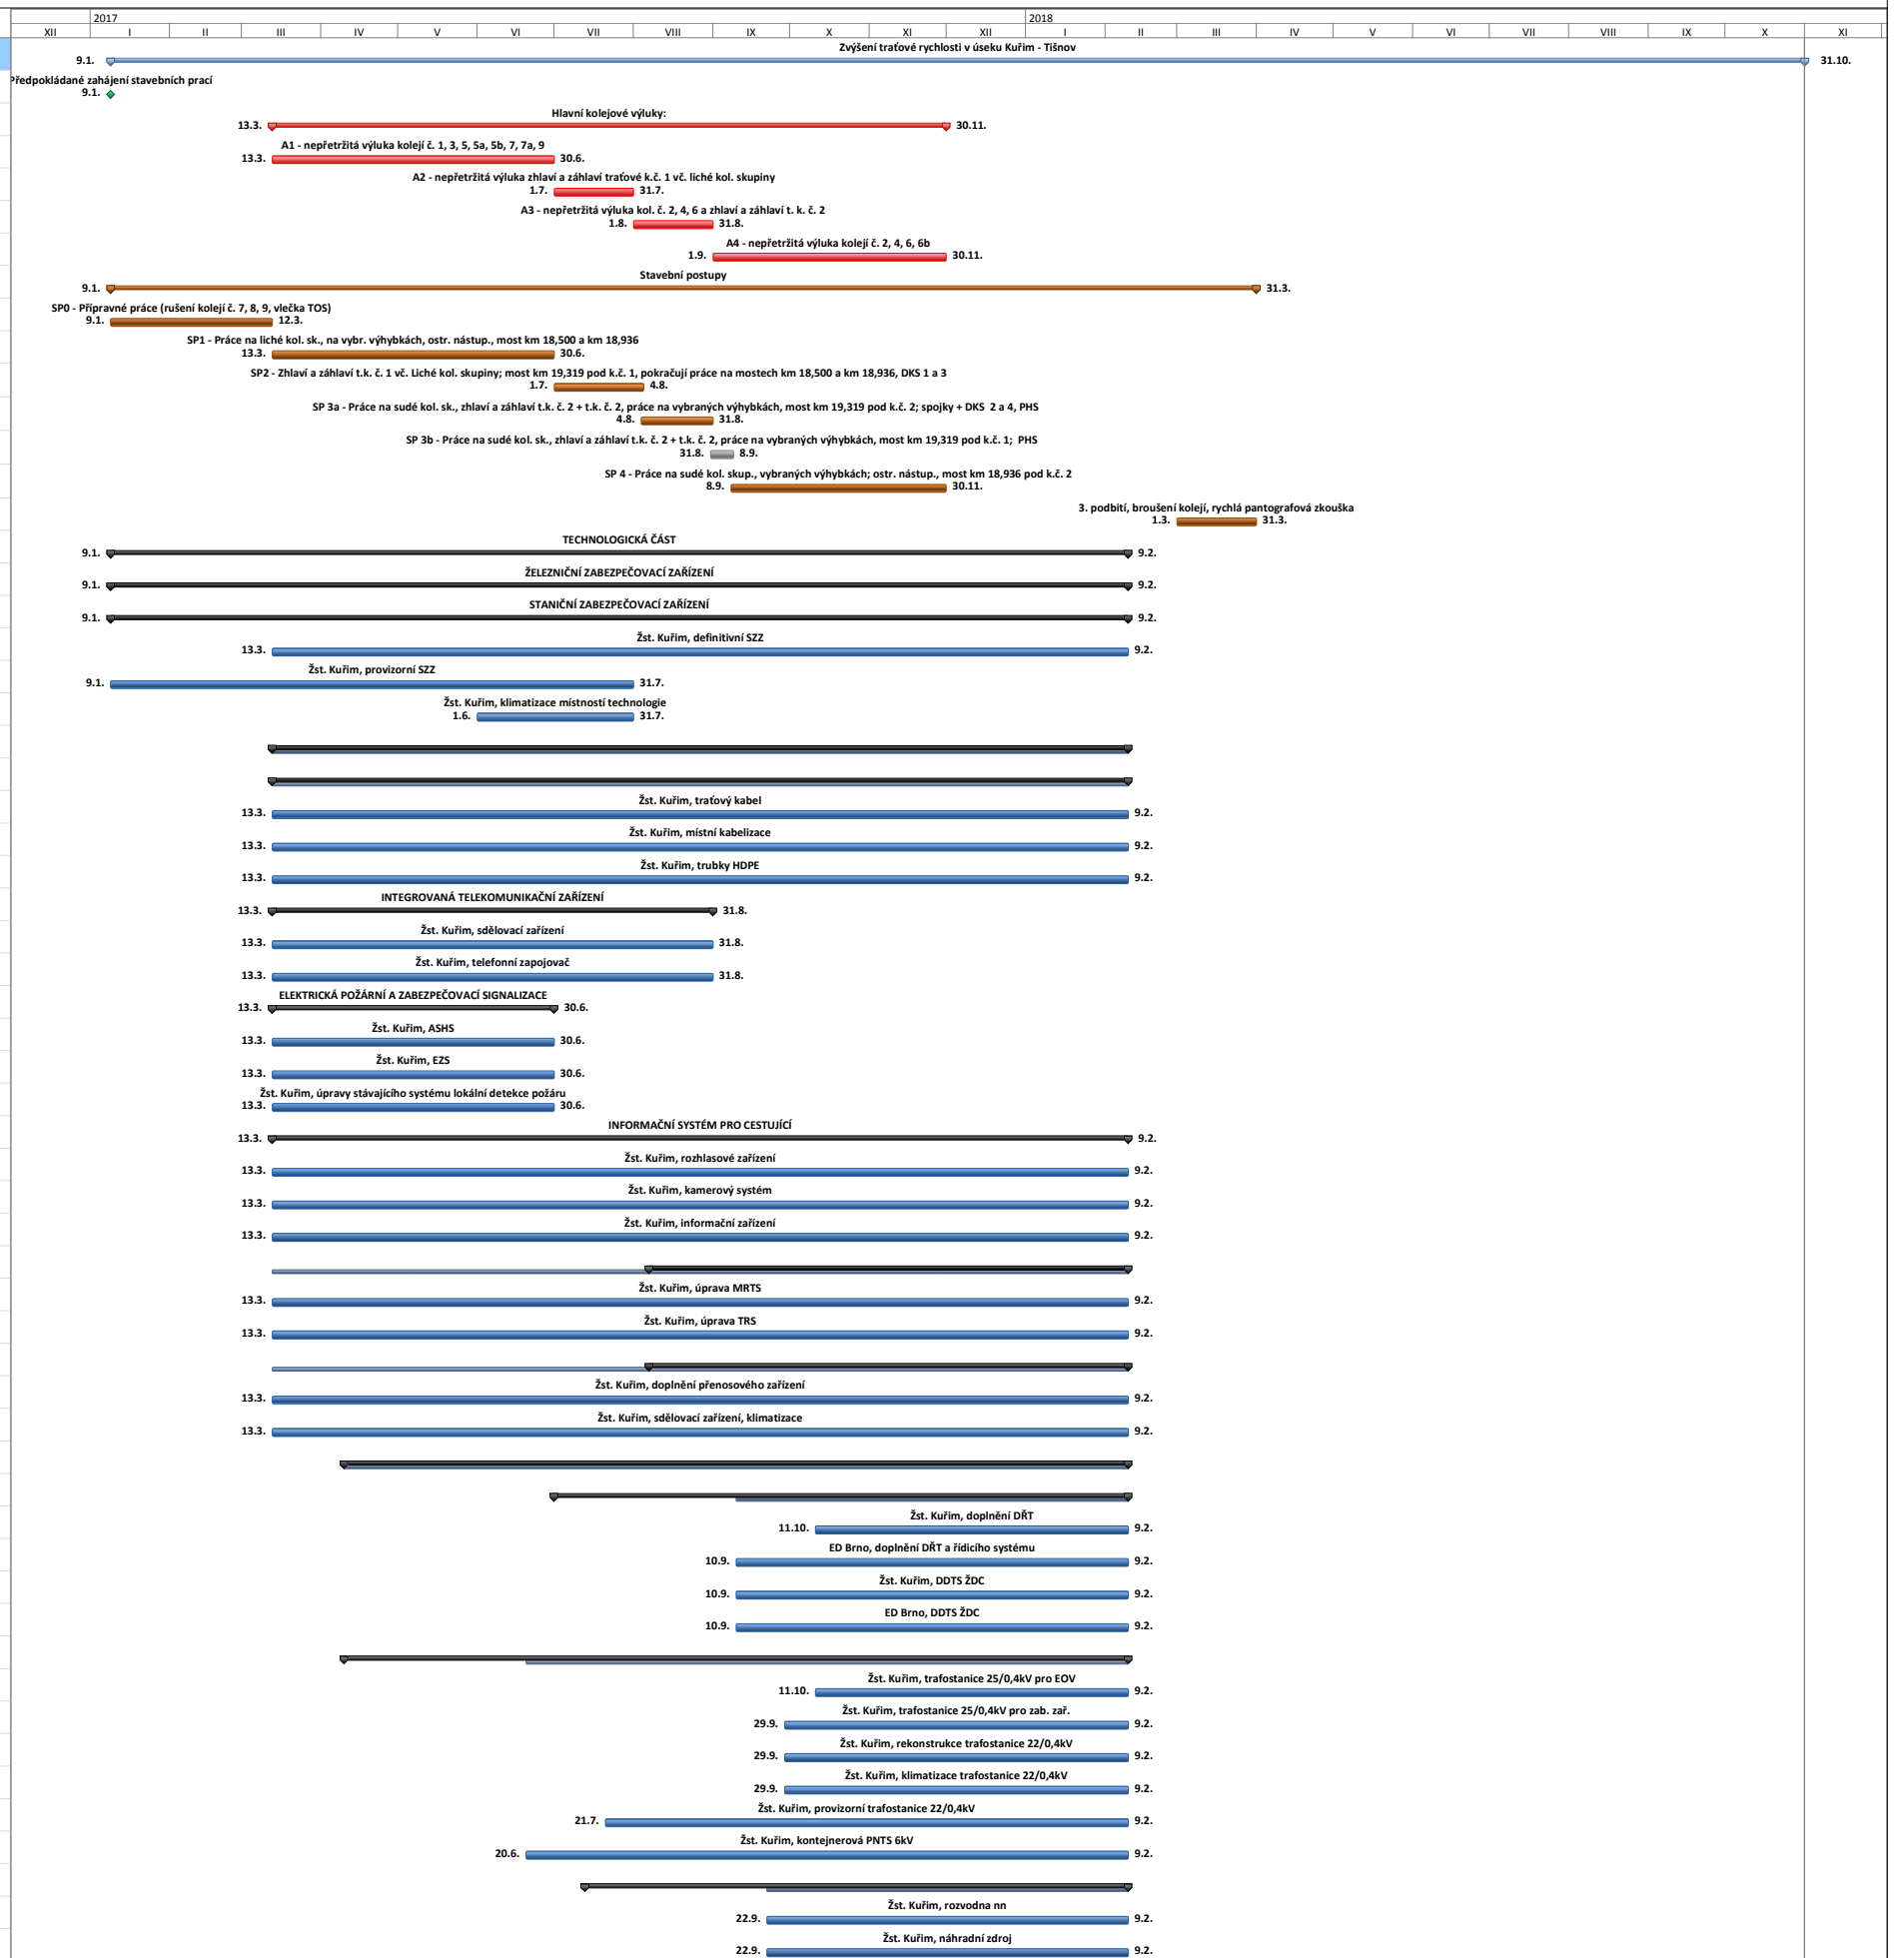 2017 2018
XII I II III IV V VI VII VIII IX X XI XII I II III IV V VI VII VIII IX X XI
Zvýšení traťové rychlosti v úseku Kuřim - Tišnov
9.1. 31.10.
Předpokládané zahájení stavebních prací
9.1.
Hlavní kolejové výluky:
13.3. 30.11.
A1 - nepřetržitá výluka kolejí č. 1, 3, 5, 5a, 5b, 7, 7a, 9
13.3. 30.6.
A2 - nepřetržitá výluka zhlaví a záhlaví traťové k.č. 1 vč. liché kol. skupiny
1.7. 31.7.
A3 - nepřetržitá výluka kol. č. 2, 4, 6 a zhlaví a záhlaví t. k. č. 2
1.8. 31.8.
A4 - nepřetržitá výluka kolejí č. 2, 4, 6, 6b
1.9. 30.11.
Stavební postupy
9.1. 31.3.
SP0 - Přípravné práce (rušení kolejí č. 7, 8, 9, vlečka TOS)
9.1. 12.3.
SP1 - Práce na liché kol. sk., na vybr. výhybkách, ostr. nástup., most km 18,500 a km 18,936
13.3. 30.6.
SP2 - Zhlaví a záhlaví t.k. č. 1 vč. Liché kol. skupiny; most km 19,319 pod k.č. 1, pokračují práce na mostech km 18,500 a km 18,936, DKS 1 a 3
1.7. 4.8.
SP 3a - Práce na sudé kol. sk., zhlaví a záhlaví t.k. č. 2 + t.k. č. 2, práce na vybraných výhybkách, most km 19,319 pod k.č. 2; spojky + DKS 2 a 4, PHS
4.8. 31.8.
SP 3b - Práce na sudé kol. sk., zhlaví a záhlaví t.k. č. 2 + t.k. č. 2, práce na vybraných výhybkách, most km 19,319 pod k.č. 1; PHS
31.8. 8.9.
SP 4 - Práce na sudé kol. skup., vybraných výhybkách; ostr. nástup., most km 18,936 pod k.č. 2
8.9. 30.11.
3. podbití, broušení kolejí, rychlá pantografová zkouška
1.3. 31.3.
TECHNOLOGICKÁ ČÁST
9.1. 9.2.
ŽELEZNIČNÍ ZABEZPEČOVACÍ ZAŘÍZENÍ
9.1. 9.2.
STANIČNÍ ZABEZPEČOVACÍ ZAŘÍZENÍ
9.1. 9.2.
Žst. Kuřim, definitivní SZZ
13.3. 9.2.
Žst. Kuřim, provizorní SZZ
9.1. 31.7.
Žst. Kuřim, klimatizace místností technologie
1.6. 31.7.
Žst. Kuřim, traťový kabel
13.3. 9.2.
Žst. Kuřim, místní kabelizace
13.3. 9.2.
Žst. Kuřim, trubky HDPE
13.3. 9.2.
INTEGROVANÁ TELEKOMUNIKAČNÍ ZAŘÍZENÍ
13.3. 31.8.
Žst. Kuřim, sdělovací zařízení
13.3. 31.8.
Žst. Kuřim, telefonní zapojovač
13.3. 31.8.
ELEKTRICKÁ POŽÁRNÍ A ZABEZPEČOVACÍ SIGNALIZACE
13.3. 30.6.
Žst. Kuřim, ASHS
13.3. 30.6.
Žst. Kuřim, EZS
13.3. 30.6.
Žst. Kuřim, úpravy stávajícího systému lokální detekce požáru
13.3. 30.6.
INFORMAČNÍ SYSTÉM PRO CESTUJÍCÍ
13.3. 9.2.
Žst. Kuřim, rozhlasové zařízení
13.3. 9.2.
Žst. Kuřim, kamerový systém
13.3. 9.2.
Žst. Kuřim, informační zařízení
13.3. 9.2.
Žst. Kuřim, úprava MRTS
13.3. 9.2.
Žst. Kuřim, úprava TRS
13.3. 9.2.
Žst. Kuřim, doplnění přenosového zařízení
13.3. 9.2.
Žst. Kuřim, sdělovací zařízení, klimatizace
13.3. 9.2.
Žst. Kuřim, doplnění DŘT
11.10. 9.2.
ED Brno, doplnění DŘT a řídicího systému
10.9. 9.2.
Žst. Kuřim, DDTS ŽDC
10.9. 9.2.
ED Brno, DDTS ŽDC
10.9. 9.2.
Žst. Kuřim, trafostanice 25/0,4kV pro EOV
11.10. 9.2.
Žst. Kuřim, trafostanice 25/0,4kV pro zab. zař.
29.9. 9.2.
Žst. Kuřim, rekonstrukce trafostanice 22/0,4kV
29.9. 9.2.
Žst. Kuřim, klimatizace trafostanice 22/0,4kV
29.9. 9.2.
Žst. Kuřim, provizorní trafostanice 22/0,4kV
21.7. 9.2.
Žst. Kuřim, kontejnerová PNTS 6kV
20.6. 9.2.
Žst. Kuřim, rozvodna nn
22.9. 9.2.
Žst. Kuřim, náhradní zdroj
22.9. 9.2.